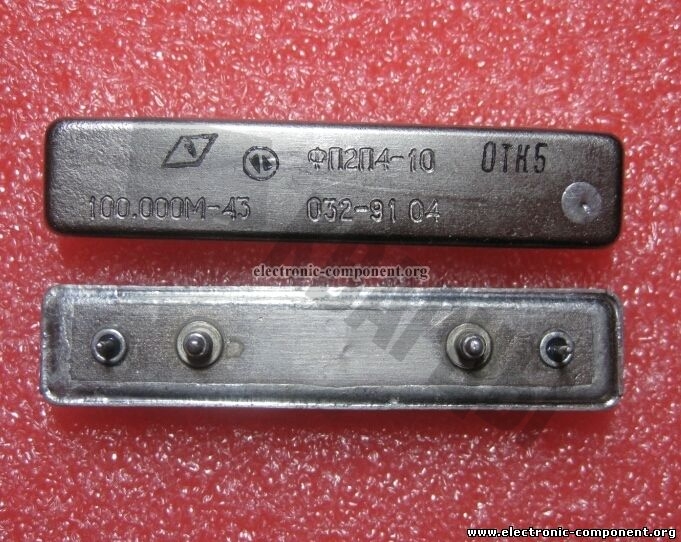 ФП2П4-10 ОТК5
100.000М-43 032-91 04
electronic-component.org
www.electronic-component.org